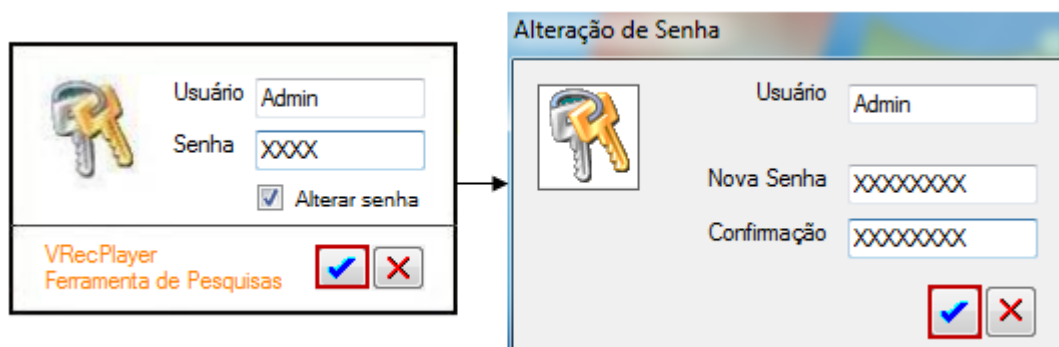 Usuário Admin
Senha XXXX
Alterar senha
VRecPlayer
Ferramenta de Pesquisas
Alteração de Senha
Usuário Admin
Nova Senha XXXXXXXX
Confirmação XXXXXXXX